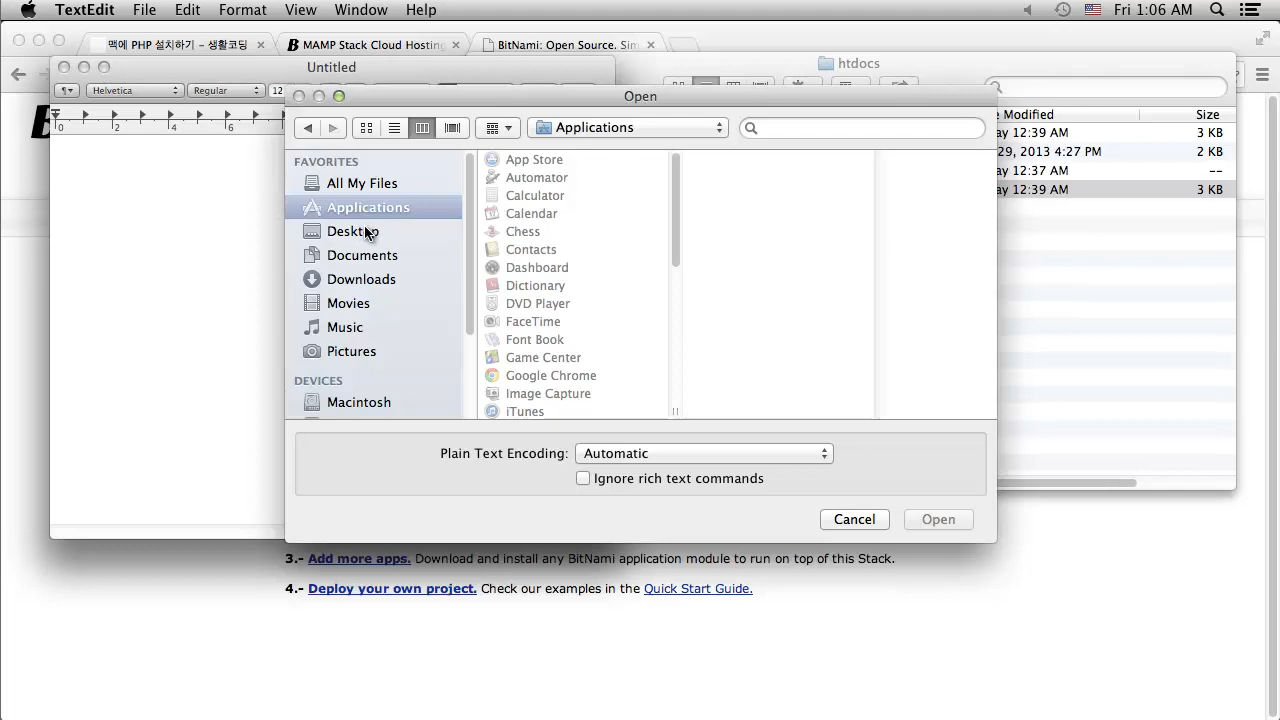 TextEdit File Edit Format View Window Help Fri 1:06 AM
맥에 PHP 설치하기 – 생활코딩 MAMP Stack Cloud Hosting BitNami: Open Source. Sim
Untitled
htdocs
Helvetica Regular 12
Open
Applications
0 2 4 6
e Modified Size
ay 12:39 AM 3 KB
29, 2013 4:27 PM 2 KB
ay 12:37 AM --
ay 12:39 AM 3 KB
FAVORITES
All My Files
Applications
Desktop
Documents
Downloads
Movies
Music
Pictures
DEVICES
Macintosh
App Store
Automator
Calculator
Calendar
Chess
Contacts
Dashboard
Dictionary
DVD Player
FaceTime
Font Book
Game Center
Google Chrome
Image Capture
iTunes
Plain Text Encoding: Automatic
Ignore rich text commands
Cancel Open
3.- Add more apps. Download and install any BitNami application module to run on top of this Stack.
4.- Deploy your own project. Check our examples in the Quick Start Guide.